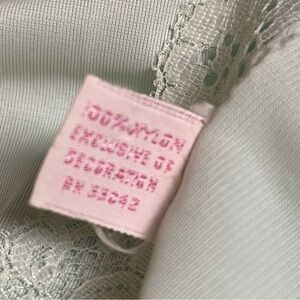 100% NYLON
EXCLUSIVE OF
DECORATION
RN 33042